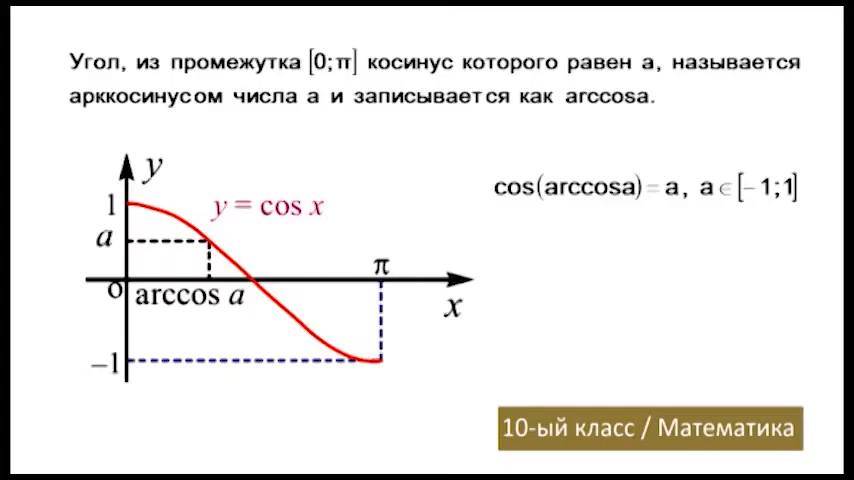 Угол, из промежутка [0;π] косинус которого равен а, называется
арккосинусом числа а и записывается как arccosa.
cos(arccosa) = a, a ∈ [−1;1]
y
1
y = cos x
a
π
0
arccos a
x
–1
10-ый класс / Математика